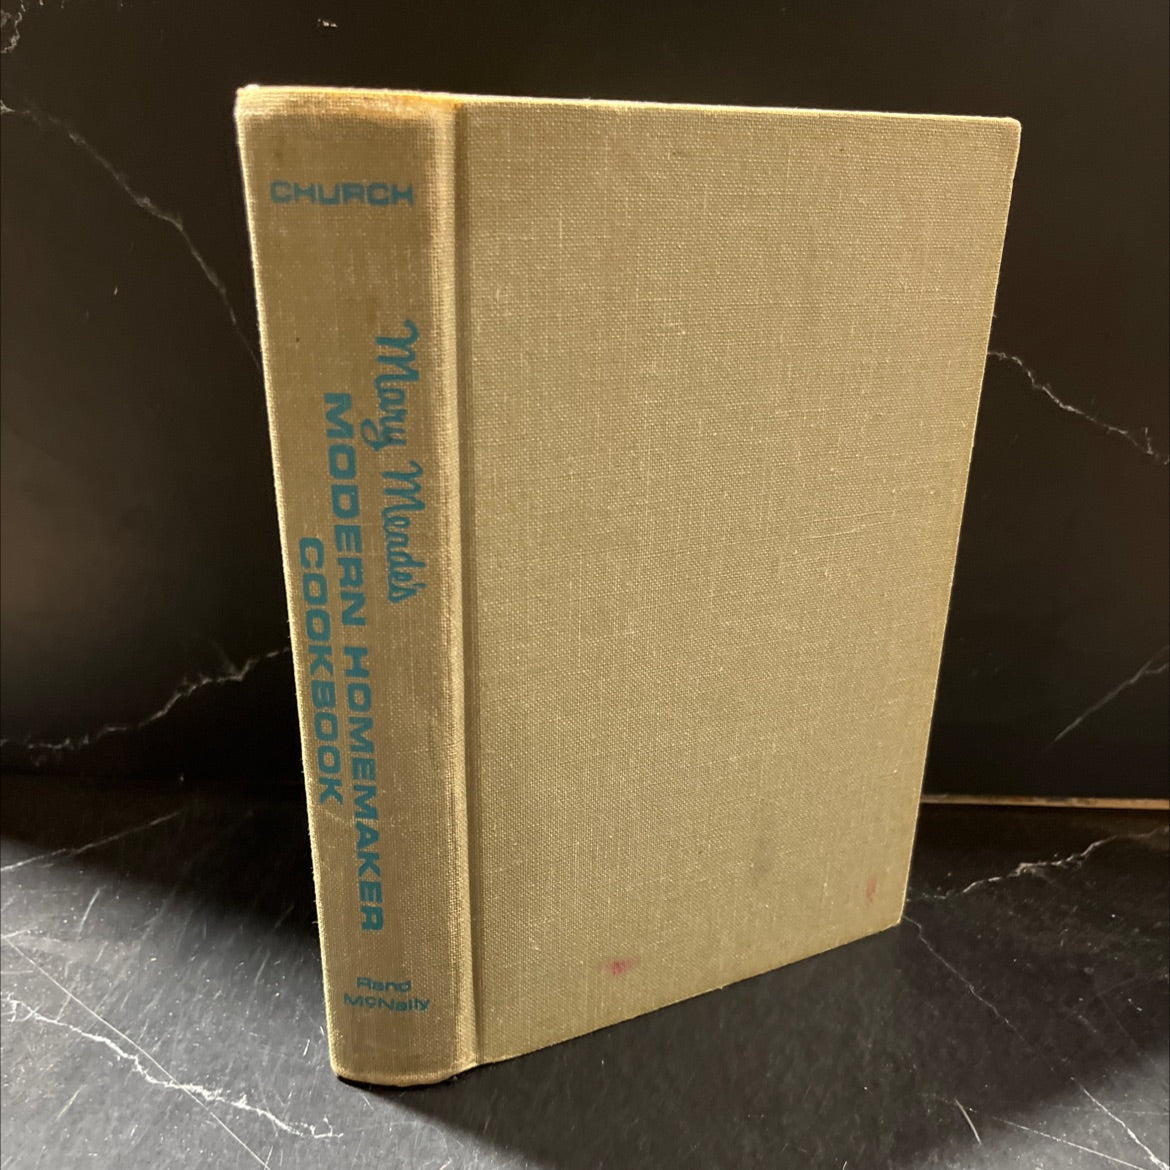 CHURCH
Mary Meade's
MODERN HOMEMAKER
COOKBOOK
Rand
McNally